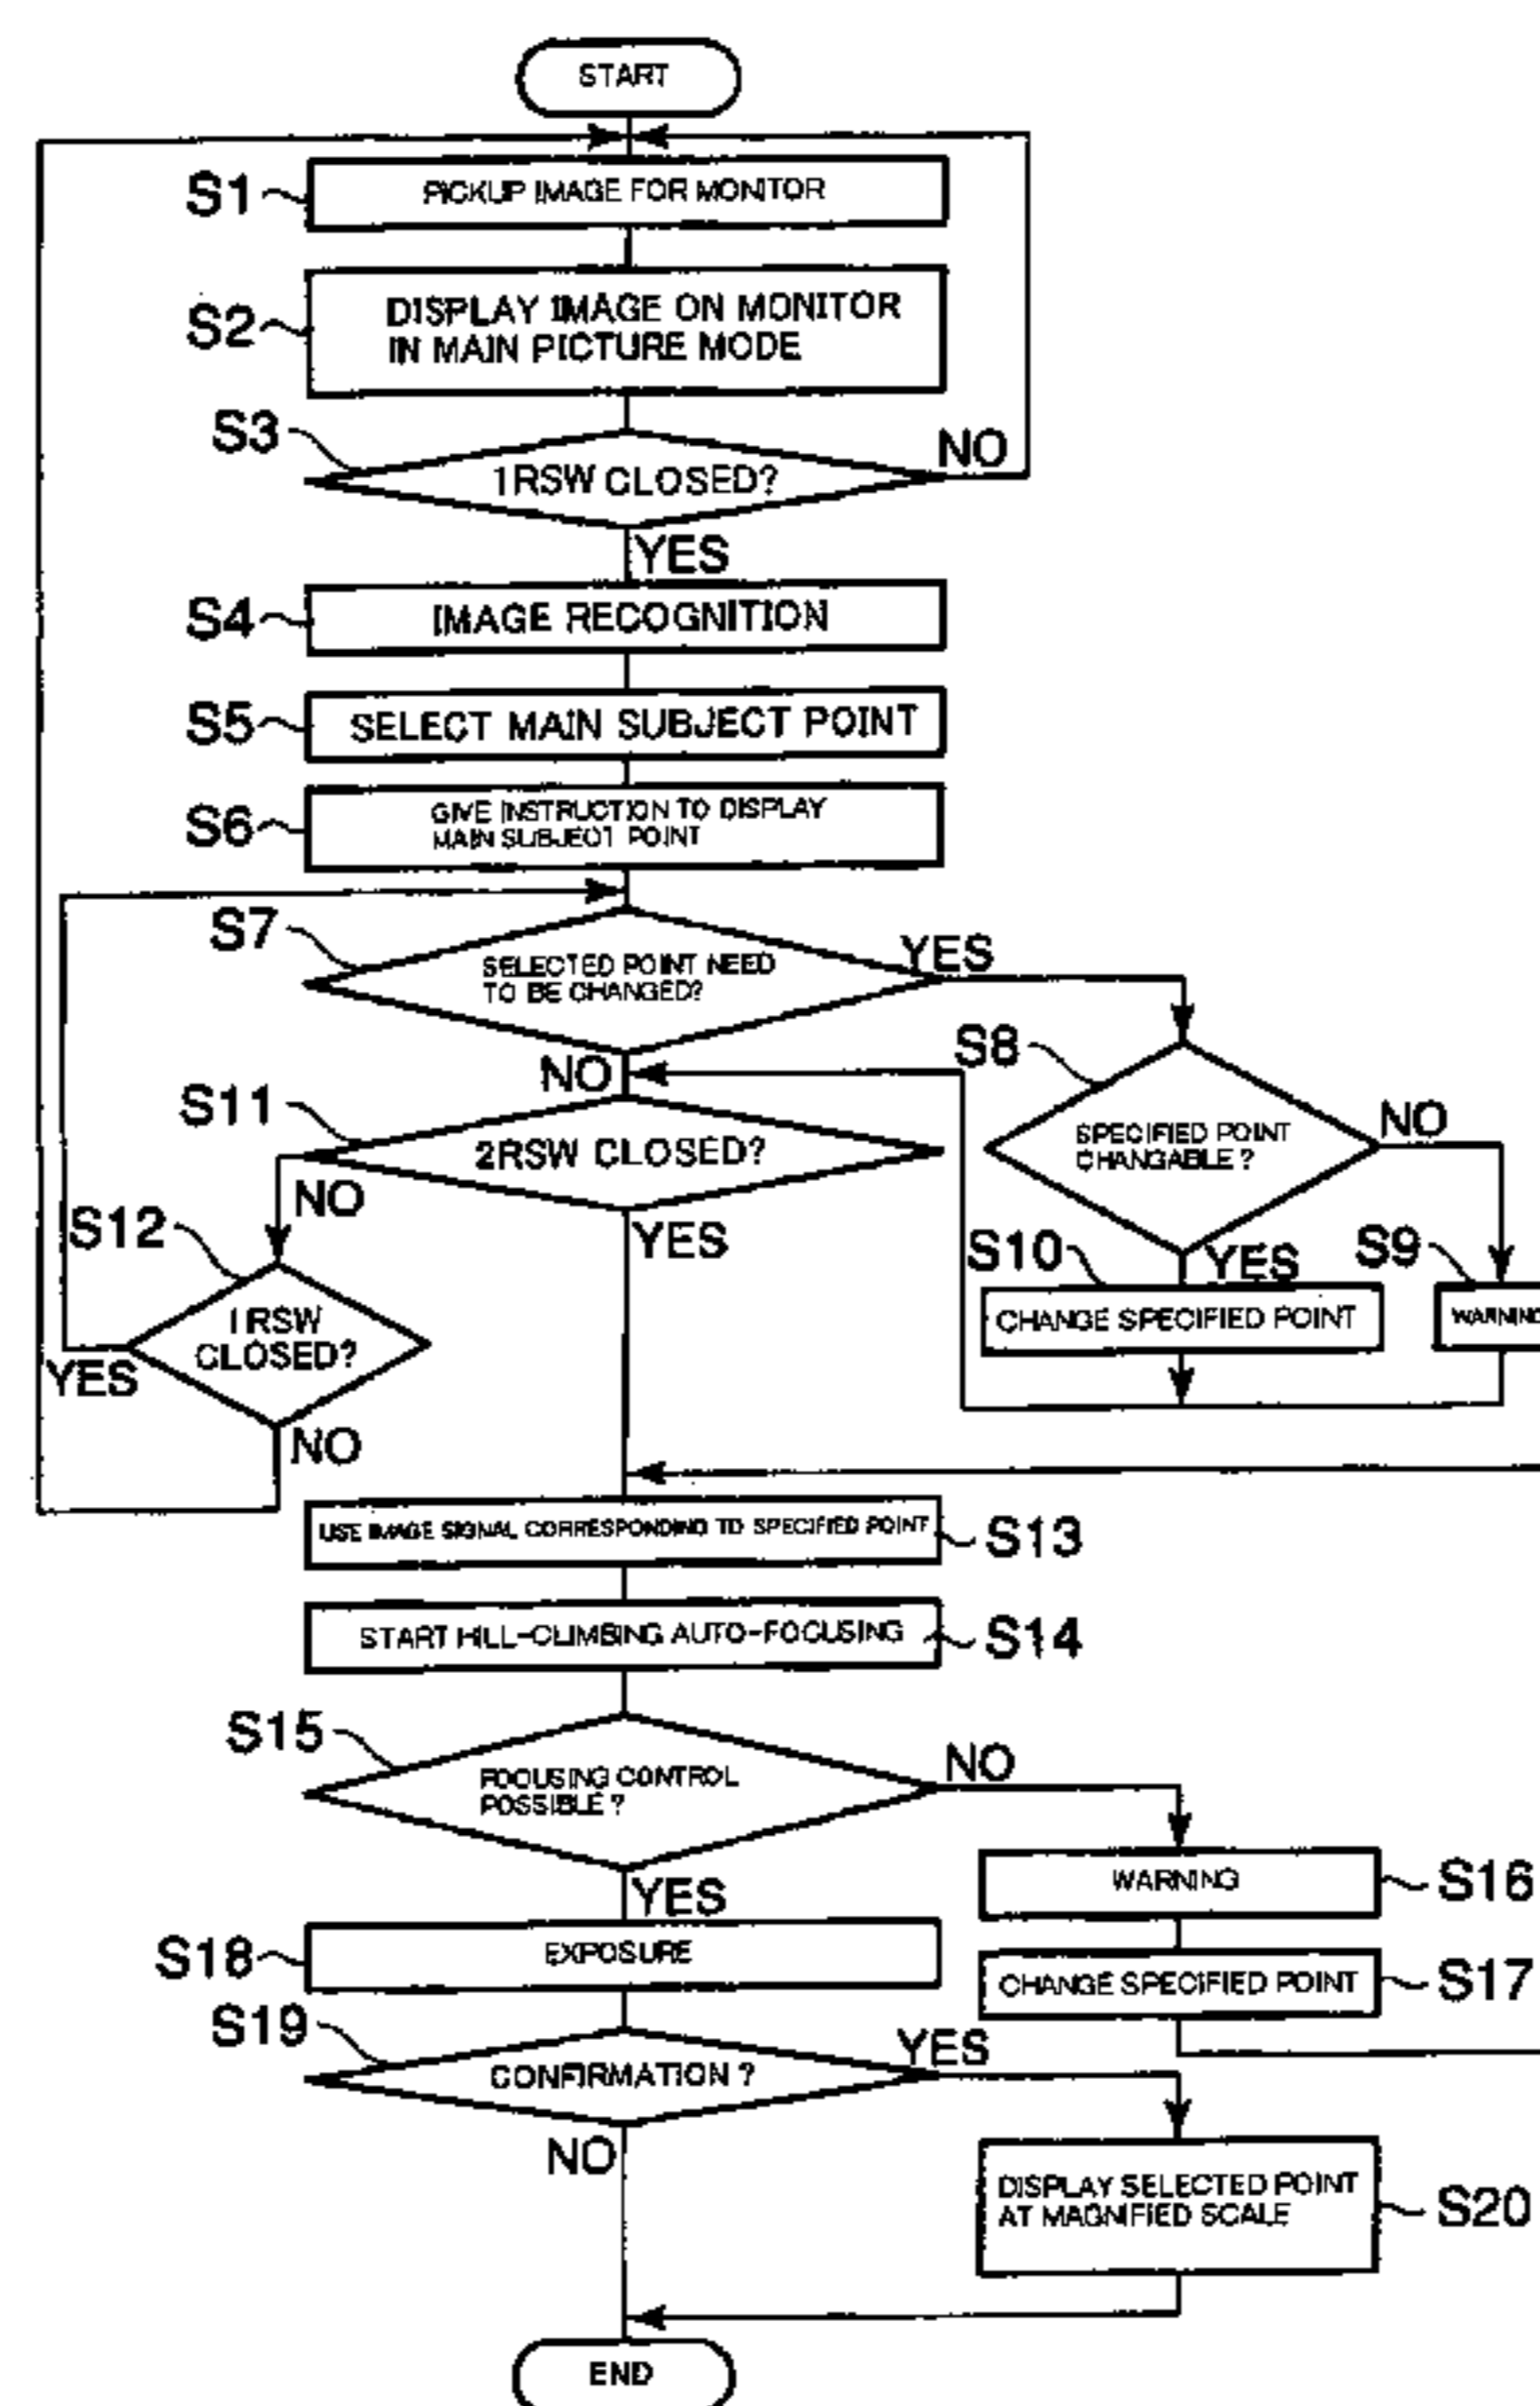 START
S1
PICKUP IMAGE FOR MONITOR
S2
DISPLAY IMAGE ON MONITOR
IN MAIN PICTURE MODE
S3
1RSW CLOSED?
NO
YES
S4
IMAGE RECOGNITION
S5
SELECT MAIN SUBJECT POINT
S6
GIVE INSTRUCTION TO DISPLAY
MAIN SUBJECT POINT
S7
SELECTED POINT NEED
TO BE CHANGED?
YES
NO
S8
SPECIFIED POINT
CHANGABLE ?
NO
YES
S10
CHANGE SPECIFIED POINT
S9
WARNING
S11
2RSW CLOSED?
NO
YES
S12
1RSW
CLOSED?
YES
NO
USE IMAGE SIGNAL CORRESPONDING TO SPECIFIED POINT
S13
START HILL-CLIMBING AUTO-FOCUSING
S14
S15
FOCUSING CONTROL
POSSIBLE ?
NO
YES
WARNING
S16
CHANGE SPECIFIED POINT
S17
S18
EXPOSURE
S19
CONFIRMATION ?
YES
NO
DISPLAY SELECTED POINT
AT MAGNIFIED SCALE
S20
END